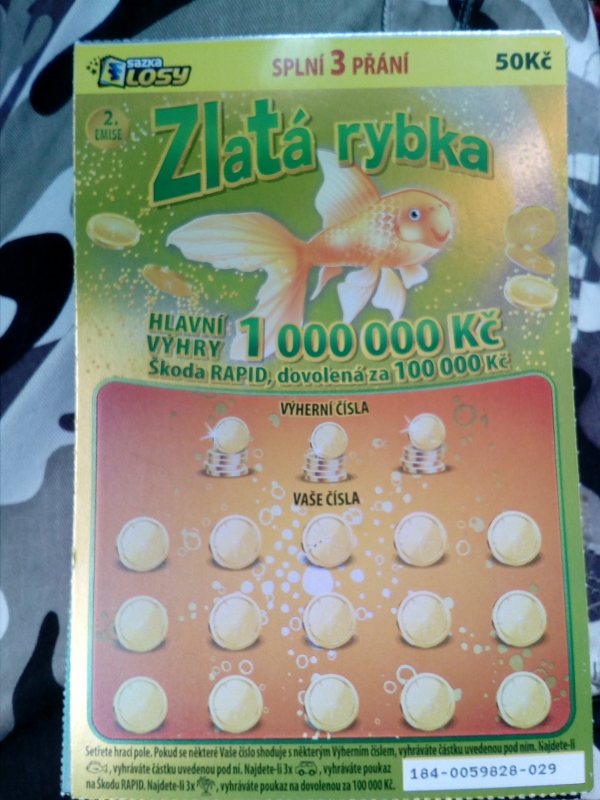 sazka LOSY
SPLNÍ 3 PŘÁNÍ
50Kč
2. EMISE
Zlatá rybka
HLAVNÍ VÝHRY 1 000 000 Kč
Škoda RAPID, dovolená za 100 000 Kč
VÝHERNÍ ČÍSLA
VAŠE ČÍSLA
Setřete hrací pole. Pokud se některé Vaše číslo shoduje s některým Výherním číslem, vyhráváte částku uvedenou pod ním. Najdete-li
, vyhráváte částku uvedenou pod ní. Najdete-li 3x , vyhráváte poukaz
na Škodu RAPID. Najdete-li 3x , vyhráváte poukaz na dovolenou za 100 000 Kč.
184-0059828-029